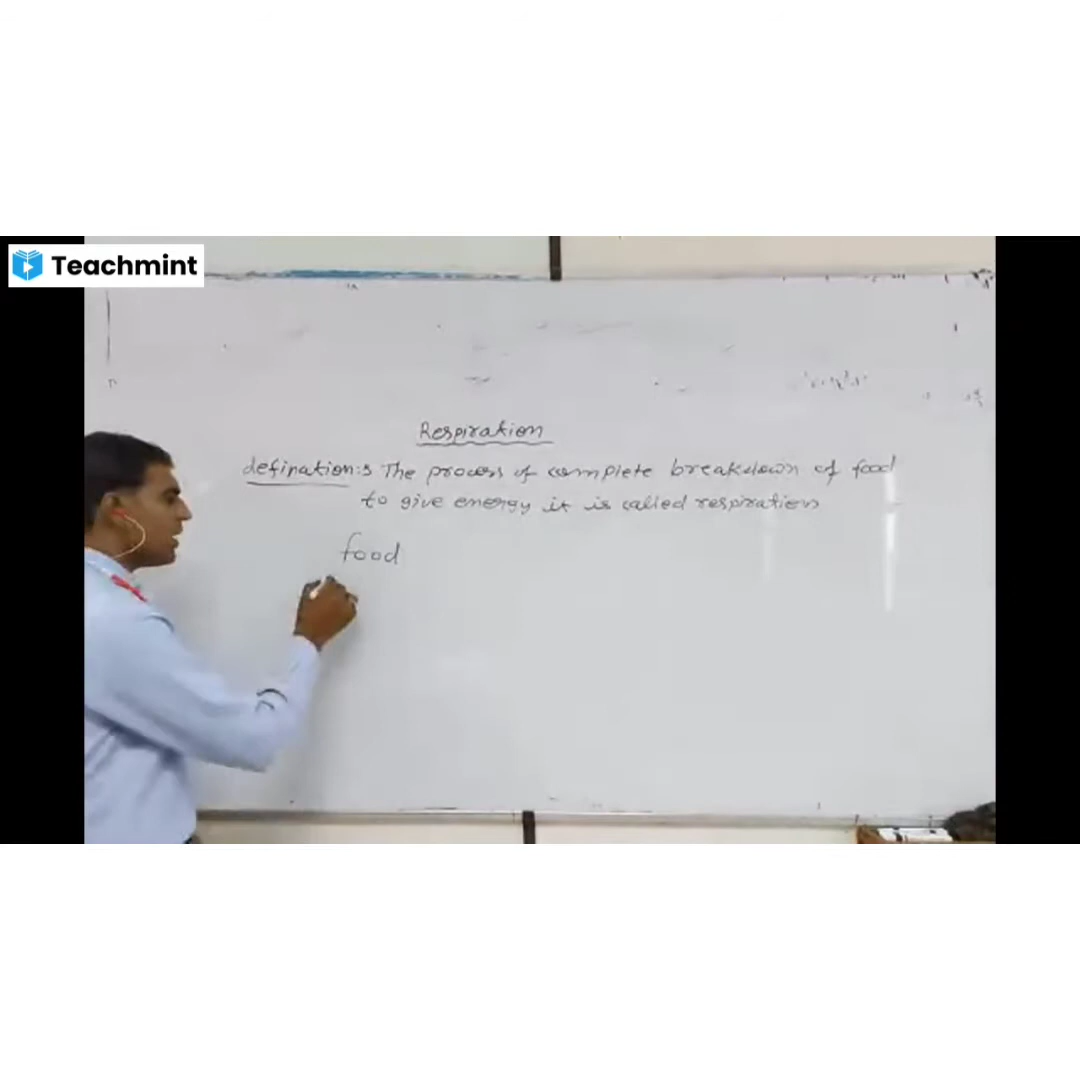 Teachmint
Respiration
defination:s The process of complete breakdown of food
to give energy it is called respiration
food